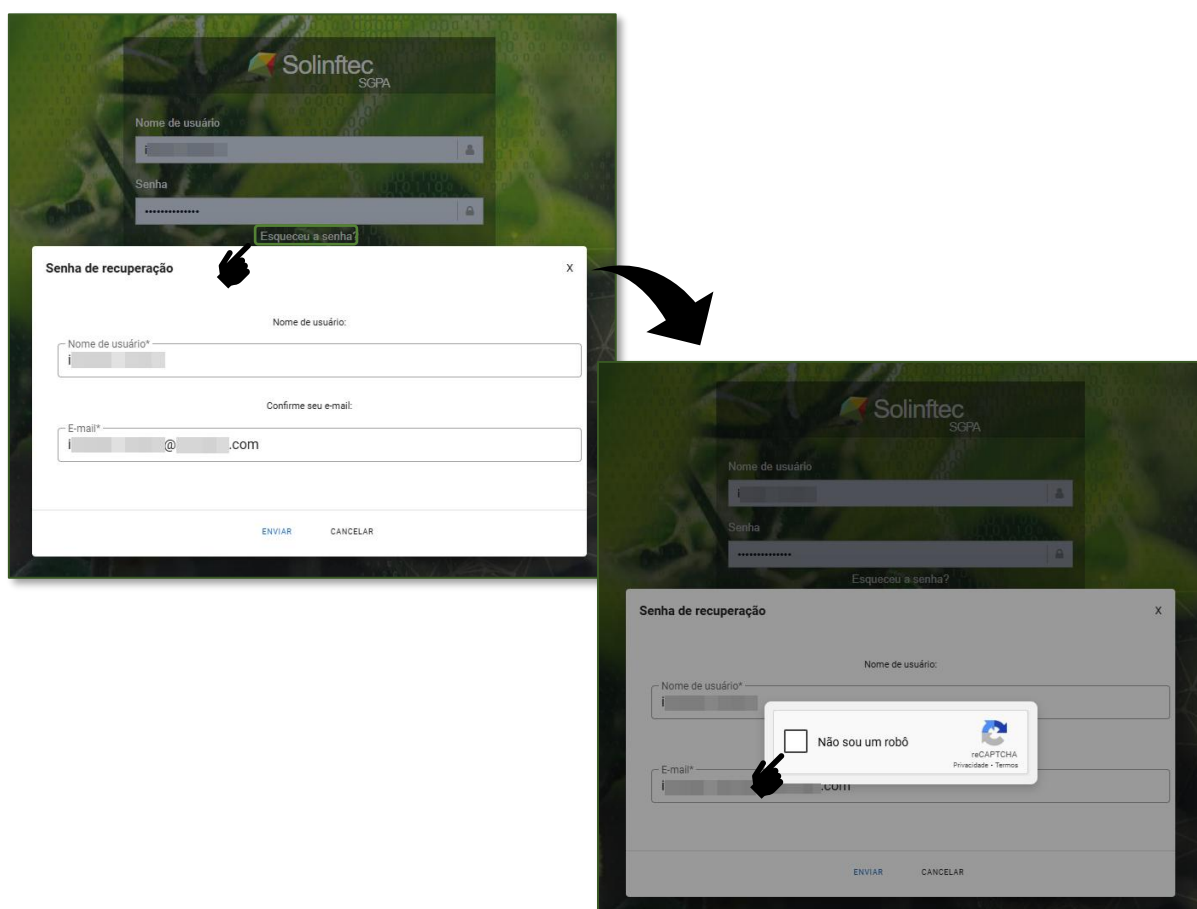 Solinftec
SGPA
Nome de usuário
i
Senha
Esqueceu a senha?
Senha de recuperação X
Nome de usuário:
Nome de usuário*
i
Confirme seu e-mail:
E-mail*
i @ .com
ENVIAR CANCELAR
Solinftec
SGPA
Nome de usuário
i
Senha
Esqueceu a senha?
Senha de recuperação X
Nome de usuário:
Nome de usuário*
i
Não sou um robô
reCAPTCHA
Privacidade - Termos
E-mail*
i .com
ENVIAR CANCELAR